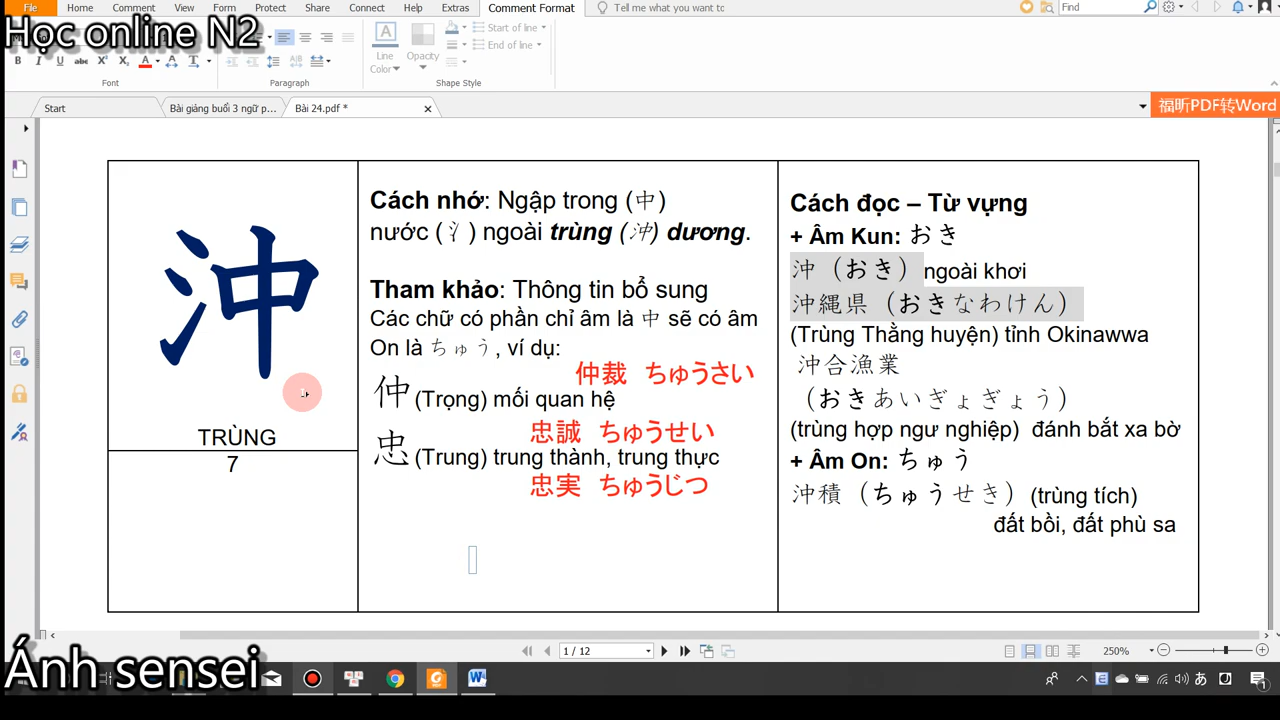 File Home Comment View Form Protect Share Connect Help Extras Comment Format Tell me what you want tc Find
Học online N2
Line Color Opacity Start of line End of line
Font Paragraph Shape Style
Start Bài giảng buổi 3 ngữ p... Bài 24.pdf * 福昕PDF转Word
沖
TRÙNG
7
Cách nhớ: Ngập trong (中)
nước (氵) ngoài trùng (沖) dương.
Tham khảo: Thông tin bổ sung
Các chữ có phần chỉ âm là 中 sẽ có âm
On là ちゅう, ví dụ:
仲裁 ちゅうさい
仲 (Trọng) mối quan hệ
忠誠 ちゅうせい
忠 (Trung) trung thành, trung thực
忠実 ちゅうじつ
Cách đọc – Từ vựng
+ Âm Kun: おき
沖（おき）ngoài khơi
沖縄県（おきなわけん）
(Trùng Thằng huyện) tỉnh Okinawwa
沖合漁業
（おきあいぎょぎょう）
(trùng hợp ngư nghiệp) đánh bắt xa bờ
+ Âm On: ちゅう
沖積（ちゅうせき）(trùng tích)
đất bồi, đất phù sa
1 / 12 250%
Ánh sensei